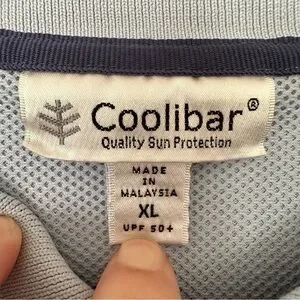 Coolibar®
Quality Sun Protection
MADE
IN
MALAYSIA
XL
UPF 50+